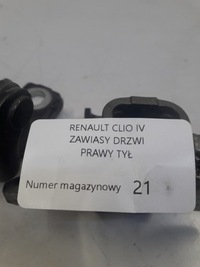 RENAULT CLIO IV
ZAWIASY DRZWI
PRAWY TYŁ
Numer magazynowy 21